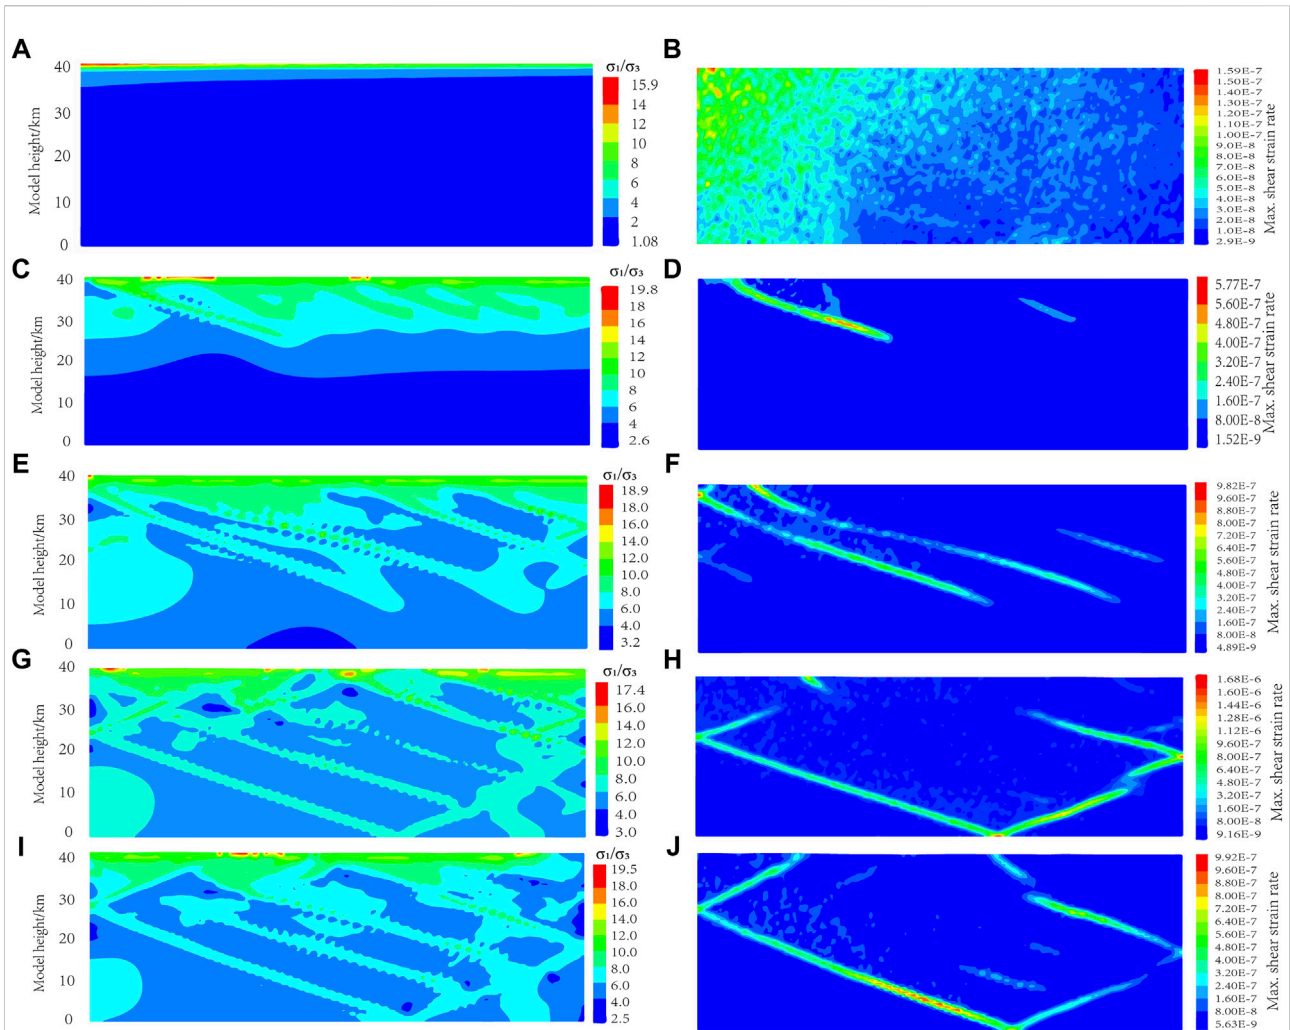 A
σ₁/σ₃
40
30
20
10
0
Model height/km
15.9
14
12
10
8
6
4
2
1.08
B
1.59E-7
1.50E-7
1.40E-7
1.30E-7
1.20E-7
1.10E-7
1.00E-7
9.0E-8
8.0E-8
7.0E-8
6.0E-8
5.0E-8
4.0E-8
3.0E-8
2.0E-8
1.0E-8
2.9E-9
Max. shear strain rate
C
σ₁/σ₃
40
30
20
10
0
Model height/km
19.8
18
16
14
12
10
8
6
4
2.6
D
5.77E-7
5.60E-7
4.80E-7
4.00E-7
3.20E-7
2.40E-7
1.60E-7
8.00E-8
1.52E-9
Max. shear strain rate
E
σ₁/σ₃
40
30
20
10
0
Model height/km
18.9
18.0
16.0
14.0
12.0
10.0
8.0
6.0
4.0
3.2
F
9.82E-7
9.60E-7
8.80E-7
8.00E-7
7.20E-7
6.40E-7
5.60E-7
4.80E-7
4.00E-7
3.20E-7
2.40E-7
1.60E-7
8.00E-8
4.89E-9
Max. shear strain rate
G
σ₁/σ₃
40
30
20
10
0
Model height/km
17.4
16.0
14.0
12.0
10.0
8.0
6.0
4.0
3.0
H
1.68E-6
1.60E-6
1.44E-6
1.28E-6
1.12E-6
9.60E-7
8.00E-7
6.40E-7
4.80E-7
3.20E-7
1.60E-7
8.00E-8
9.16E-9
Max. shear strain rate
I
σ₁/σ₃
40
30
20
10
0
Model height/km
19.5
18.0
16.0
14.0
12.0
10.0
8.0
6.0
4.0
2.5
J
9.92E-7
9.60E-7
8.80E-7
8.00E-7
7.20E-7
6.40E-7
5.60E-7
4.80E-7
4.00E-7
3.20E-7
2.40E-7
1.60E-7
8.00E-8
5.63E-9
Max. shear strain rate